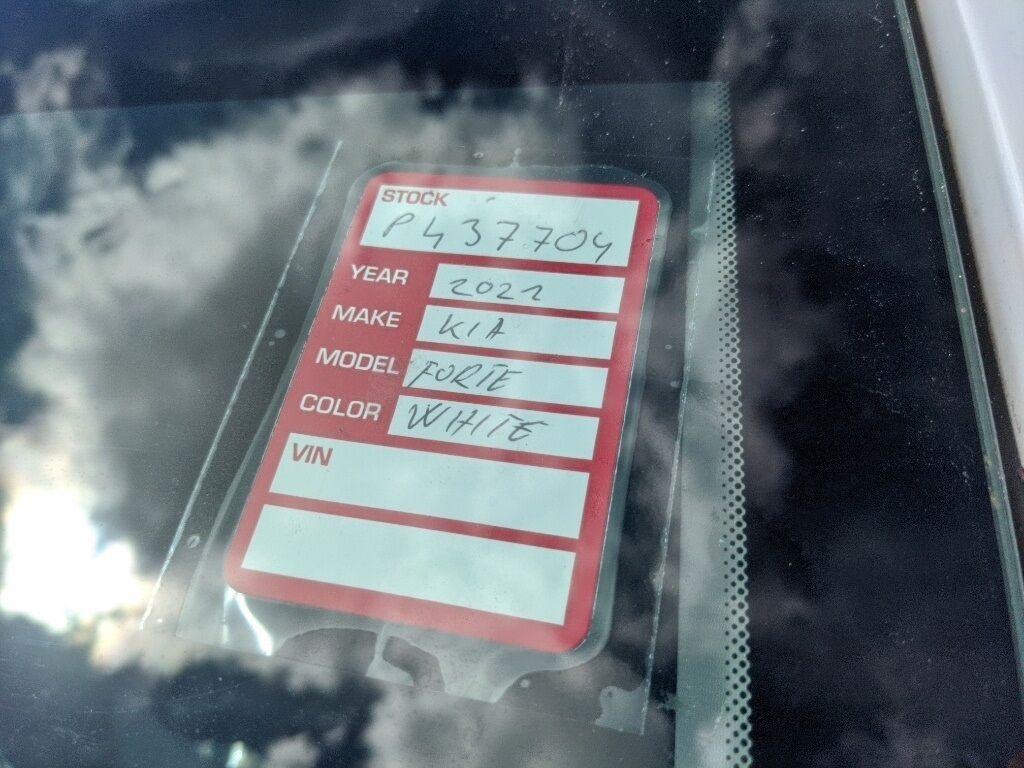 STOCK
P437704
YEAR 2021
MAKE KIA
MODEL FORTE
COLOR WHITE
VIN